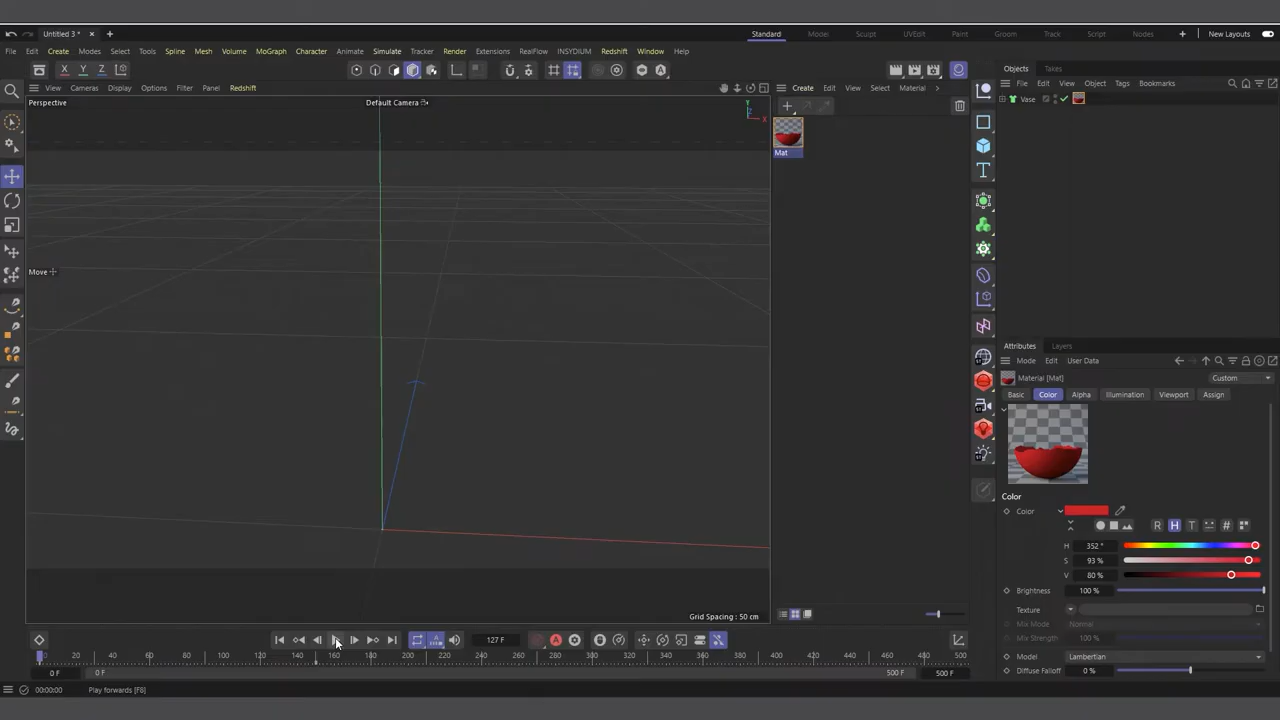 Untitled 3 *
Standard
Model
Sculpt
UVEdit
Paint
Groom
Track
Script
Nodes
New Layouts
File
Edit
Create
Modes
Select
Tools
Spline
Mesh
Volume
MoGraph
Character
Animate
Simulate
Tracker
Render
Extensions
RealFlow
INSYDIUM
Redshift
Window
Help
X
Y
Z
Objects
Takes
View
Cameras
Display
Options
Filter
Panel
Redshift
Create
Edit
View
Select
Material
File
Edit
View
Object
Tags
Bookmarks
Perspective
Default Camera
Y
Z
X
Vase
Mat
Move
Attributes
Layers
Mode
Edit
User Data
Material [Mat]
Custom
Basic
Color
Alpha
Illumination
Viewport
Assign
Color
Color
R
H
T
#
H
352 °
S
93 %
V
80 %
Brightness
100 %
Texture
Mix Mode
Normal
Mix Strength
100 %
Model
Lambertian
Diffuse Falloff
0 %
Grid Spacing : 50 cm
127 F
0
20
40
60
80
100
120
140
160
180
200
220
240
260
280
300
320
340
360
380
400
420
440
460
480
500
0 F
0 F
500 F
500 F
00:00:00
Play forwards [F8]